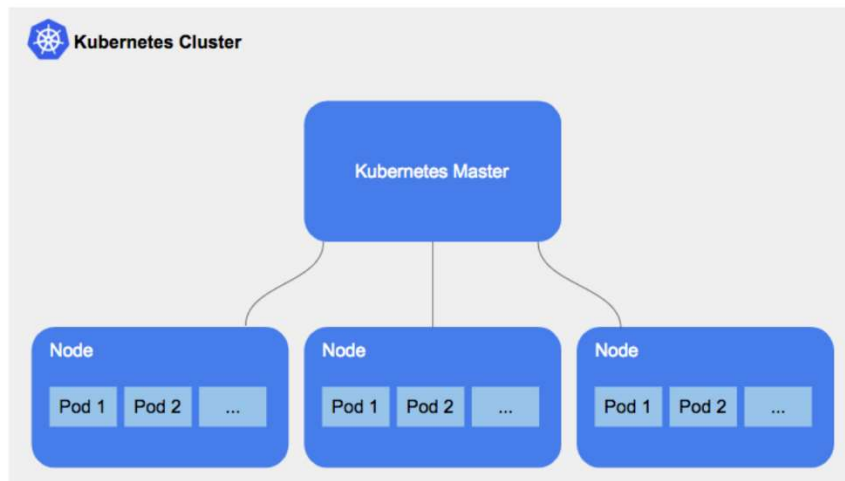 Kubernetes Cluster
Kubernetes Master
Node
Pod 1 Pod 2 ...
Node
Pod 1 Pod 2 ...
Node
Pod 1 Pod 2 ...